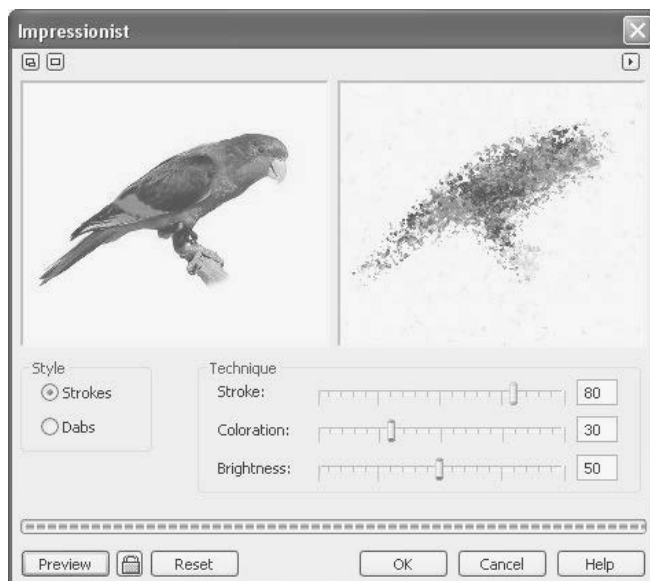 Impressionist
Style
Strokes
Dabs
Technique
Stroke: 80
Coloration: 30
Brightness: 50
Preview Reset OK Cancel Help